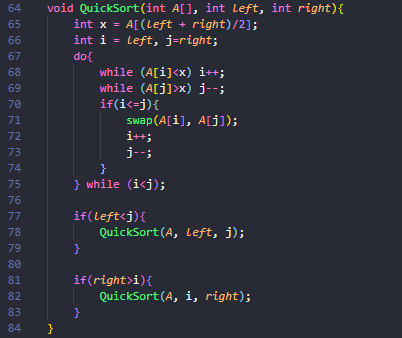 64 void QuickSort(int A[], int left, int right){
65     int x = A[(left + right)/2];
66     int i = left, j=right;
67     do{
68         while (A[i]<x) i++;
69         while (A[j]>x) j--;
70         if(i<=j){
71             swap(A[i], A[j]);
72             i++;
73             j--;
74         }
75     } while (i<j);
76
77     if(left<j){
78         QuickSort(A, left, j);
79     }
80
81     if(right>i){
82         QuickSort(A, i, right);
83     }
84 }